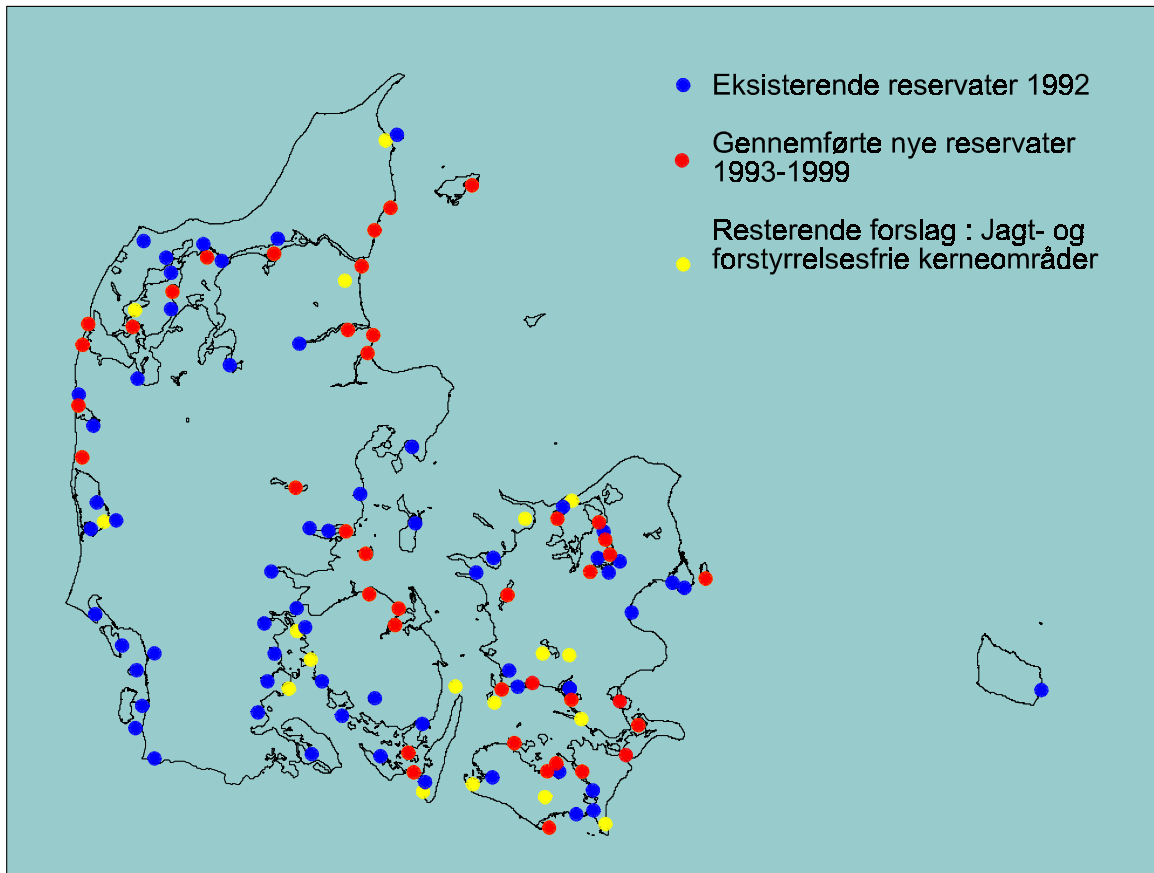 Eksisterende reservater 1992
Gennemførte nye reservater
1993-1999
Resterende forslag : Jagt- og
forstyrrelsesfrie kerneområder